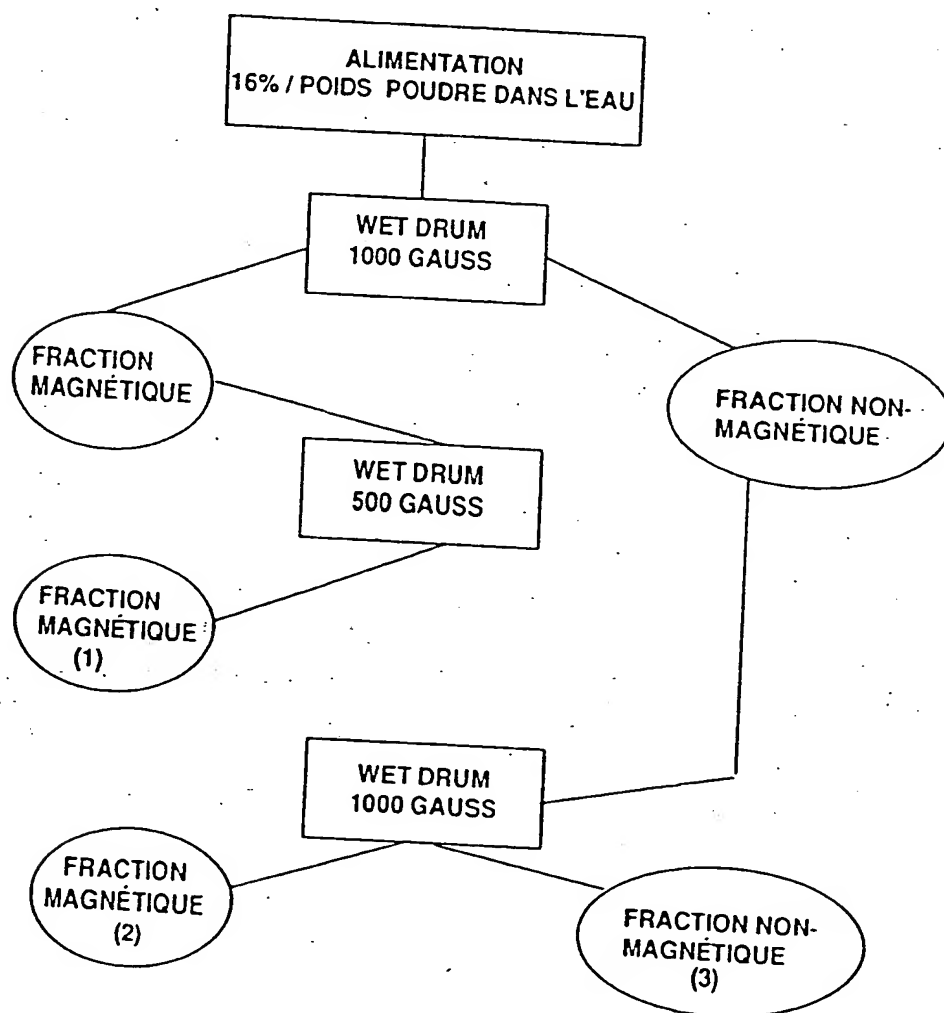 ALIMENTATION
16% / POIDS POUDRE DANS L'EAU
WET DRUM
1000 GAUSS
FRACTION
MAGNÉTIQUE
FRACTION NON-
MAGNÉTIQUE
WET DRUM
500 GAUSS
FRACTION
MAGNÉTIQUE
(1)
WET DRUM
1000 GAUSS
FRACTION
MAGNÉTIQUE
(2)
FRACTION NON-
MAGNÉTIQUE
(3)